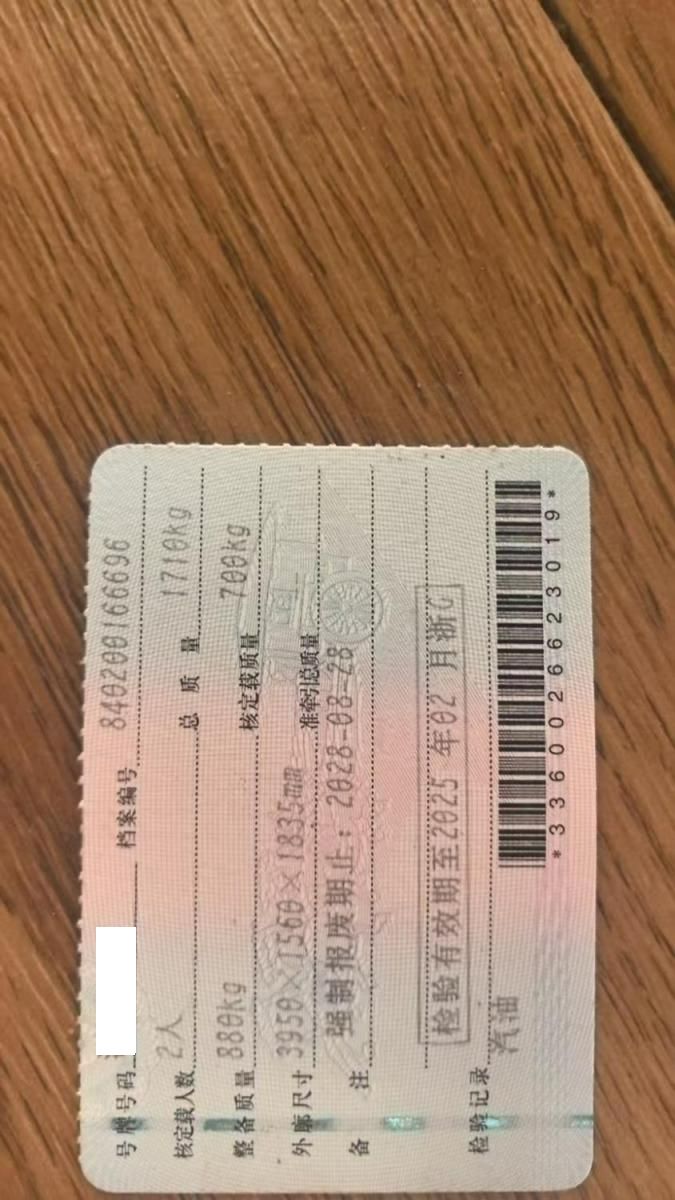 号牌号码 档案编号 840200166696
核定载人数 2人 总质量 1710kg
整备质量 880kg 核定载质量 700kg
外廓尺寸 3950×1560×1835mm 准牵引总质量
备注 强制报废期止：2028-08-28
检验有效期至2025年02月浙C
检验记录 汽油
*3360026623019*